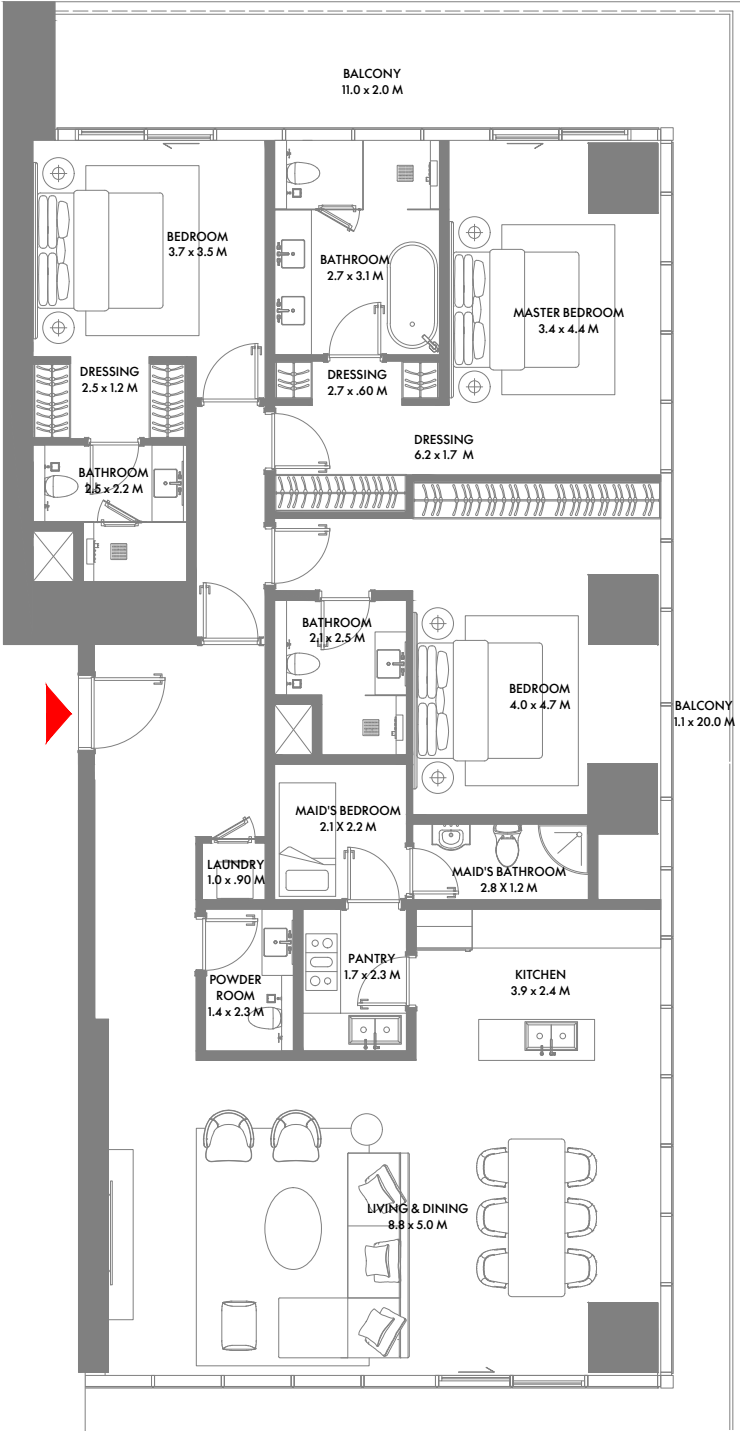 BALCONY
11.0 x 2.0 M
BEDROOM
3.7 x 3.5 M
BATHROOM
2.7 x 3.1 M
MASTER BEDROOM
3.4 x 4.4 M
DRESSING
2.5 x 1.2 M
DRESSING
2.7 x .60 M
DRESSING
6.2 x 1.7 M
BATHROOM
2.5 x 2.2 M
BATHROOM
2.1 x 2.5 M
BEDROOM
4.0 x 4.7 M
BALCONY
1.1 x 20.0 M
MAID'S BEDROOM
2.1 X 2.2 M
LAUNDRY
1.0 x .90 M
MAID'S BATHROOM
2.8 X 1.2 M
POWDER
ROOM
1.4 x 2.3 M
PANTRY
1.7 x 2.3 M
KITCHEN
3.9 x 2.4 M
LIVING & DINING
8.8 x 5.0 M